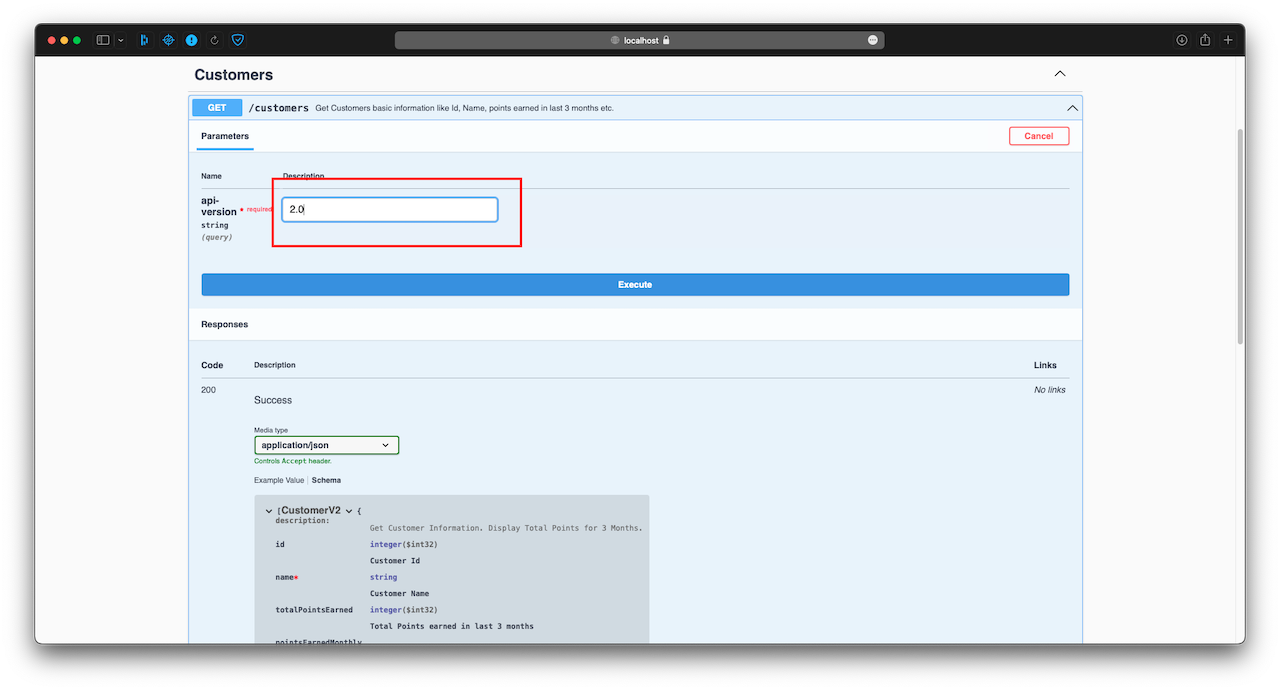 localhost
Customers
GET /customers Get Customers basic information like Id, Name, points earned in last 3 months etc.
Parameters Cancel
Name Description
api-
version * required
string
(query)
2.0
Execute
Responses
Code Description Links
200 Success No links
Media type
application/json
Controls Accept header.
Example Value Schema
[CustomerV2 {
description:
Get Customer Information. Display Total Points for 3 Months.
id integer($int32)
Customer Id
name* string
Customer Name
totalPointsEarned integer($int32)
Total Points earned in last 3 months
pointsEarnedMonthly